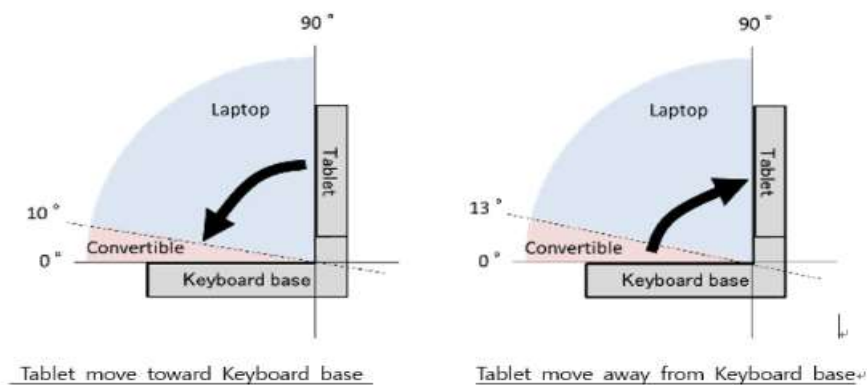 90°
Laptop
Tablet
10°
Convertible
0°
Keyboard base
Tablet move toward Keyboard base
90°
Laptop
Tablet
13°
Convertible
0°
Keyboard base
Tablet move away from Keyboard base